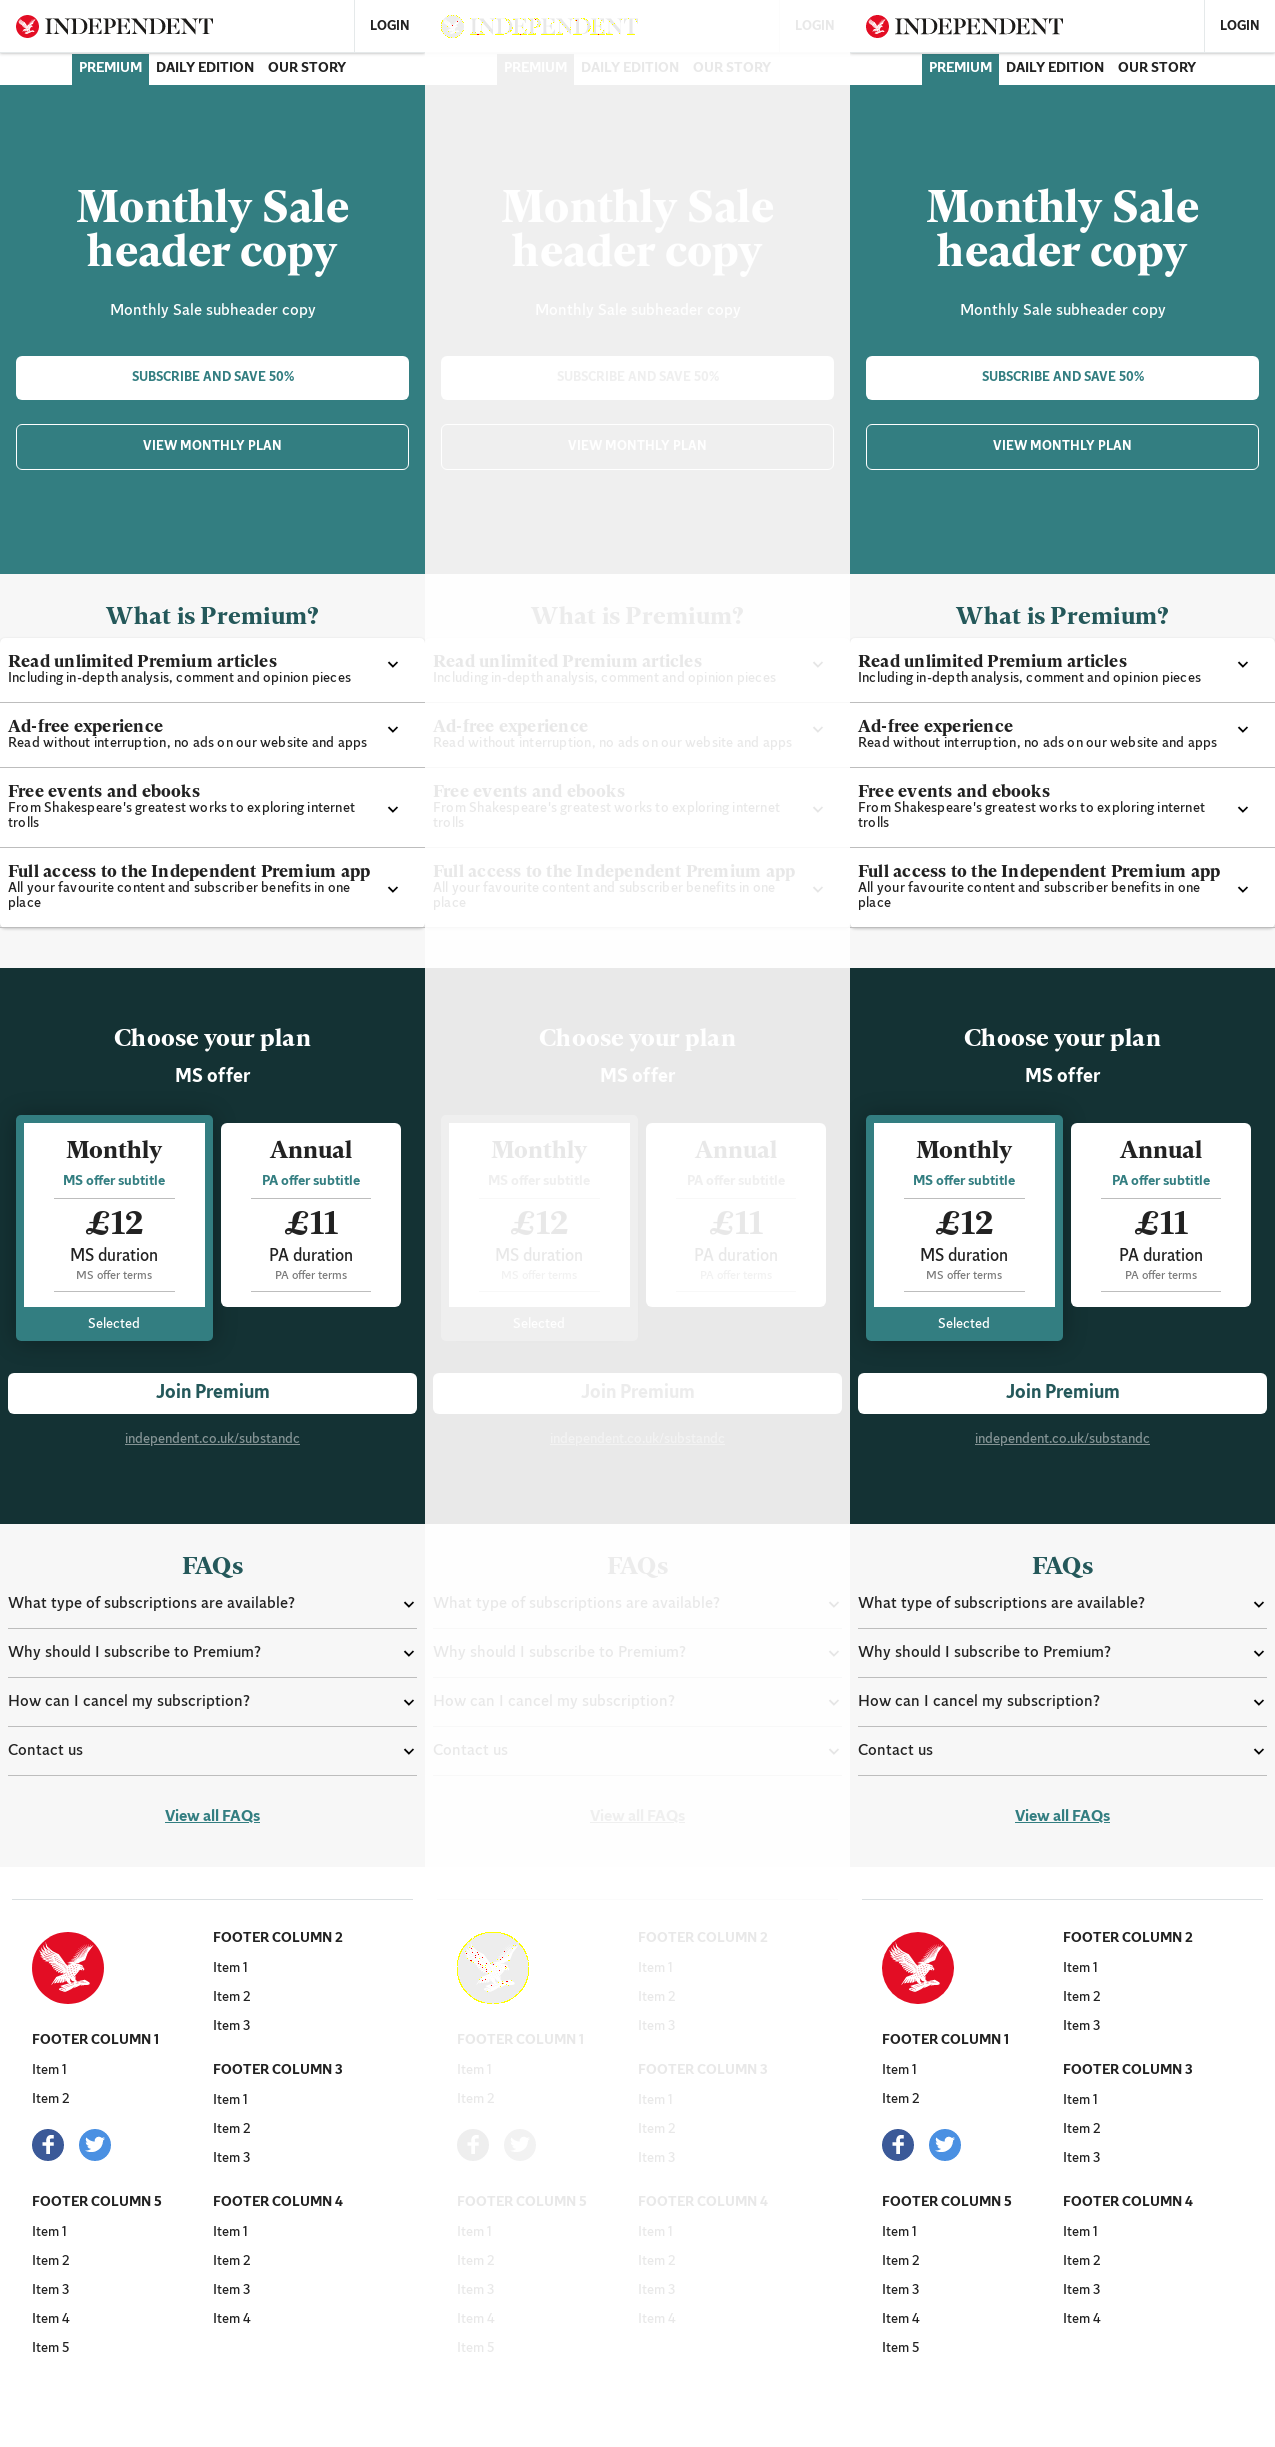 INDEPENDENT
LOGIN
PREMIUM DAILY EDITION OUR STORY
Monthly Sale
header copy
Monthly Sale subheader copy
SUBSCRIBE AND SAVE 50%
VIEW MONTHLY PLAN
What is Premium?
Read unlimited Premium articles
Including in-depth analysis, comment and opinion pieces
Ad-free experience
Read without interruption, no ads on our website and apps
Free events and ebooks
From Shakespeare's greatest works to exploring internet
trolls
Full access to the Independent Premium app
All your favourite content and subscriber benefits in one
place
Choose your plan
MS offer
Monthly
MS offer subtitle
£12
MS duration
MS offer terms
Selected
Annual
PA offer subtitle
£11
PA duration
PA offer terms
Join Premium
independent.co.uk/substandc
FAQs
What type of subscriptions are available?
Why should I subscribe to Premium?
How can I cancel my subscription?
Contact us
View all FAQs
FOOTER COLUMN 1
Item 1
Item 2
FOOTER COLUMN 5
Item 1
Item 2
Item 3
Item 4
Item 5
FOOTER COLUMN 2
Item 1
Item 2
Item 3
FOOTER COLUMN 3
Item 1
Item 2
Item 3
FOOTER COLUMN 4
Item 1
Item 2
Item 3
Item 4
INDEPENDENT
LOGIN
PREMIUM DAILY EDITION OUR STORY
Monthly Sale
header copy
Monthly Sale subheader copy
SUBSCRIBE AND SAVE 50%
VIEW MONTHLY PLAN
What is Premium?
Read unlimited Premium articles
Including in-depth analysis, comment and opinion pieces
Ad-free experience
Read without interruption, no ads on our website and apps
Free events and ebooks
From Shakespeare's greatest works to exploring internet
trolls
Full access to the Independent Premium app
All your favourite content and subscriber benefits in one
place
Choose your plan
MS offer
Monthly
MS offer subtitle
£12
MS duration
MS offer terms
Selected
Annual
PA offer subtitle
£11
PA duration
PA offer terms
Join Premium
independent.co.uk/substandc
FAQs
What type of subscriptions are available?
Why should I subscribe to Premium?
How can I cancel my subscription?
Contact us
View all FAQs
FOOTER COLUMN 1
Item 1
Item 2
FOOTER COLUMN 5
Item 1
Item 2
Item 3
Item 4
Item 5
FOOTER COLUMN 2
Item 1
Item 2
Item 3
FOOTER COLUMN 3
Item 1
Item 2
Item 3
FOOTER COLUMN 4
Item 1
Item 2
Item 3
Item 4
INDEPENDENT
LOGIN
PREMIUM DAILY EDITION OUR STORY
Monthly Sale
header copy
Monthly Sale subheader copy
SUBSCRIBE AND SAVE 50%
VIEW MONTHLY PLAN
What is Premium?
Read unlimited Premium articles
Including in-depth analysis, comment and opinion pieces
Ad-free experience
Read without interruption, no ads on our website and apps
Free events and ebooks
From Shakespeare's greatest works to exploring internet
trolls
Full access to the Independent Premium app
All your favourite content and subscriber benefits in one
place
Choose your plan
MS offer
Monthly
MS offer subtitle
£12
MS duration
MS offer terms
Selected
Annual
PA offer subtitle
£11
PA duration
PA offer terms
Join Premium
independent.co.uk/substandc
FAQs
What type of subscriptions are available?
Why should I subscribe to Premium?
How can I cancel my subscription?
Contact us
View all FAQs
FOOTER COLUMN 1
Item 1
Item 2
FOOTER COLUMN 5
Item 1
Item 2
Item 3
Item 4
Item 5
FOOTER COLUMN 2
Item 1
Item 2
Item 3
FOOTER COLUMN 3
Item 1
Item 2
Item 3
FOOTER COLUMN 4
Item 1
Item 2
Item 3
Item 4